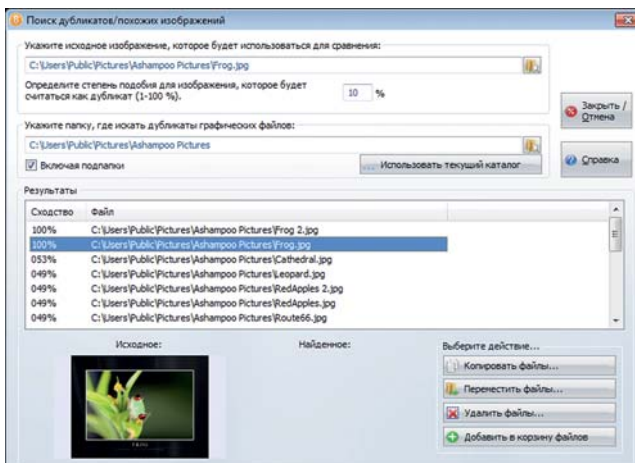 Поиск дубликатов/похожих изображений
Укажите исходное изображение, которое будет использоваться для сравнения:
C:\Users\Public\Pictures\Ashampoo Pictures\Frog.jpg
Определите степень подобия для изображения, которое будет
считаться как дубликат (1-100 %).
10 %
Закрыть /
Отмена
Укажите папку, где искать дубликаты графических файлов:
C:\Users\Public\Pictures\Ashampoo Pictures
Включая подпапки
... Использовать текущий каталог
Справка
Результаты
Сходство Файл
100% C:\Users\Public\Pictures\Ashampoo Pictures\Frog 2.jpg
100% C:\Users\Public\Pictures\Ashampoo Pictures\Frog.jpg
053% C:\Users\Public\Pictures\Ashampoo Pictures\Cathedral.jpg
049% C:\Users\Public\Pictures\Ashampoo Pictures\Leopard.jpg
049% C:\Users\Public\Pictures\Ashampoo Pictures\RedApples 2.jpg
049% C:\Users\Public\Pictures\Ashampoo Pictures\RedApples.jpg
049% C:\Users\Public\Pictures\Ashampoo Pictures\Route66.jpg
Исходное: Найденное: Выберите действие...
Копировать файлы...
Переместить файлы...
Удалить файлы...
Добавить в корзину файлов